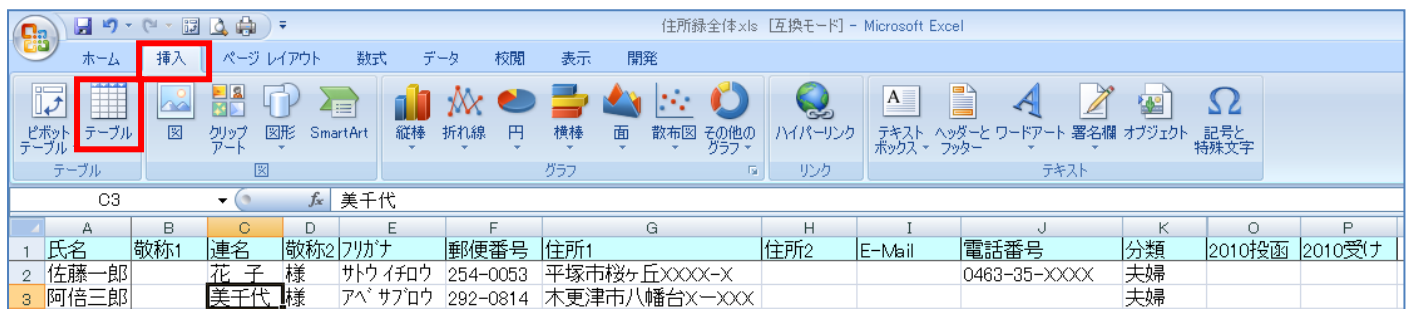 住所録全体.xls [互換モード] - Microsoft Excel
ホーム 挿入 ページ レイアウト 数式 データ 校閲 表示 開発
ピボットテーブル テーブル 図 クリップアート 図形 SmartArt 縦棒 折れ線 円 横棒 面 散布図 その他のグラフ ハイパーリンク テキストボックス ヘッダーとフッター ワードアート 署名欄 オブジェクト 記号と特殊文字
テーブル 図 グラフ リンク テキスト
C3 fx 美千代
A B C D E F G H I J K O P
1 氏名 敬称1 連名 敬称2 フリガナ 郵便番号 住所1 住所2 E-Mail 電話番号 分類 2010投函 2010受け
2 佐藤一郎 花 子 様 サトウ イチロウ 254-0053 平塚市桜ヶ丘XXXX-X 0463-35-XXXX 夫婦
3 阿倍三郎 美千代 様 アベ サブロウ 292-0814 木更津市八幡台X-XXX 夫婦